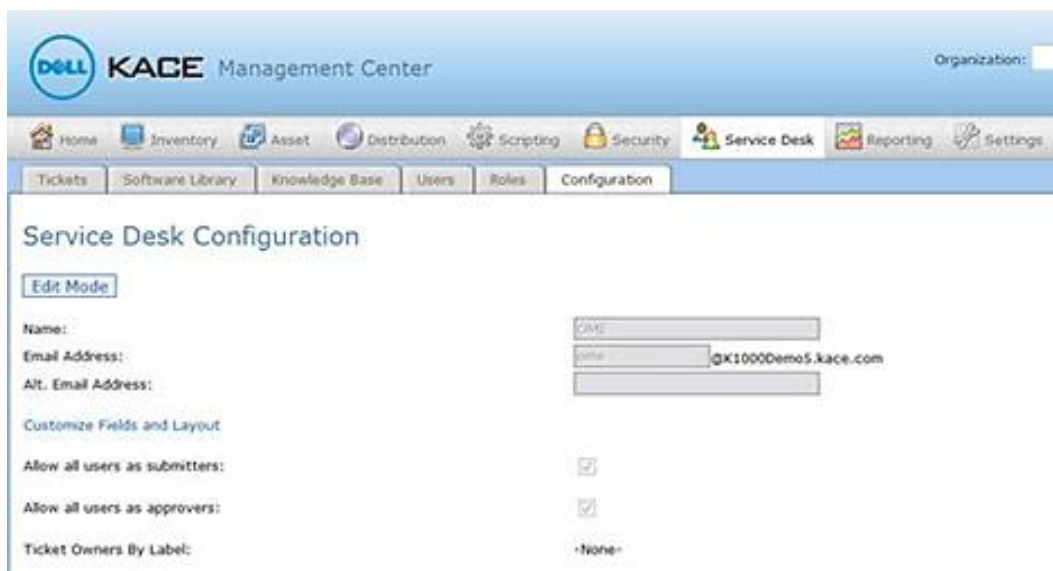 DELL KACE Management Center
Organization:
Home Inventory Asset Distribution Scripting Security Service Desk Reporting Settings
Tickets Software Library Knowledge Base Users Roles Configuration
Service Desk Configuration
Edit Mode
Name: OME
Email Address: ome @K1000Demo5.kace.com
Alt. Email Address:
Customize Fields and Layout
Allow all users as submitters:
Allow all users as approvers:
Ticket Owners By Label: -None-